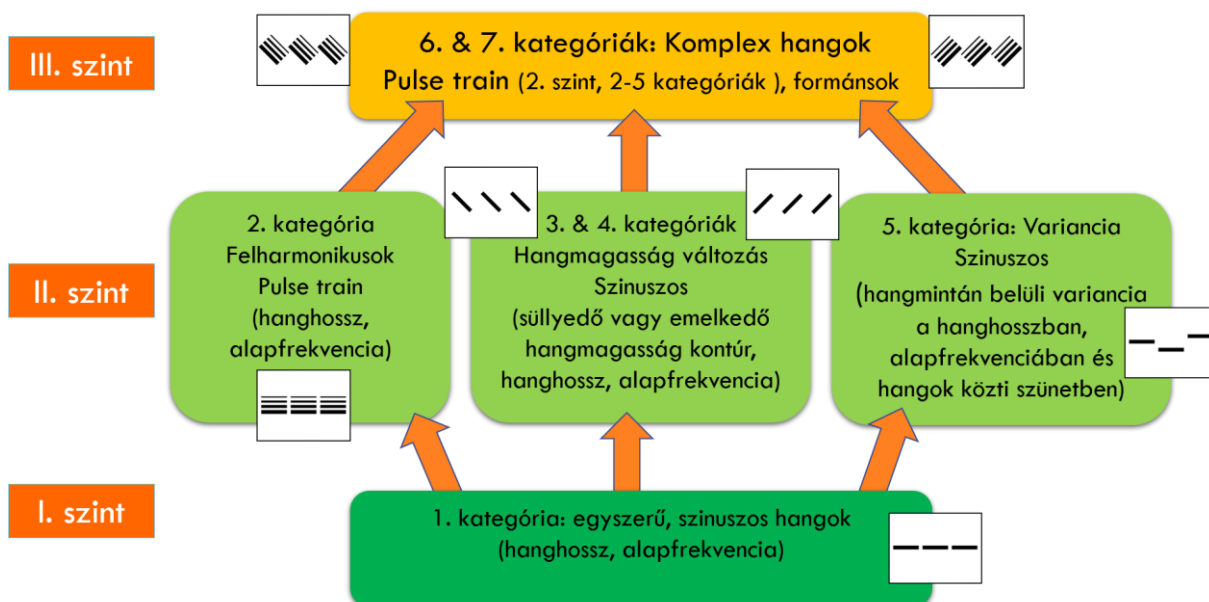 III. szint
6. & 7. kategóriák: Komplex hangok
Pulse train (2. szint, 2-5 kategóriák ), formánsok
II. szint
2. kategória
Felharmonikusok
Pulse train
(hanghossz,
alapfrekvencia)
3. & 4. kategóriák
Hangmagasság változás
Szinuszos
(süllyedő vagy emelkedő
hangmagasság kontúr,
hanghossz, alapfrekvencia)
5. kategória: Variancia
Szinuszos
(hangmintán belüli variancia
a hanghosszban,
alapfrekvenciában és
hangok közti szünetben)
I. szint
1. kategória: egyszerű, szinuszos hangok
(hanghossz, alapfrekvencia)